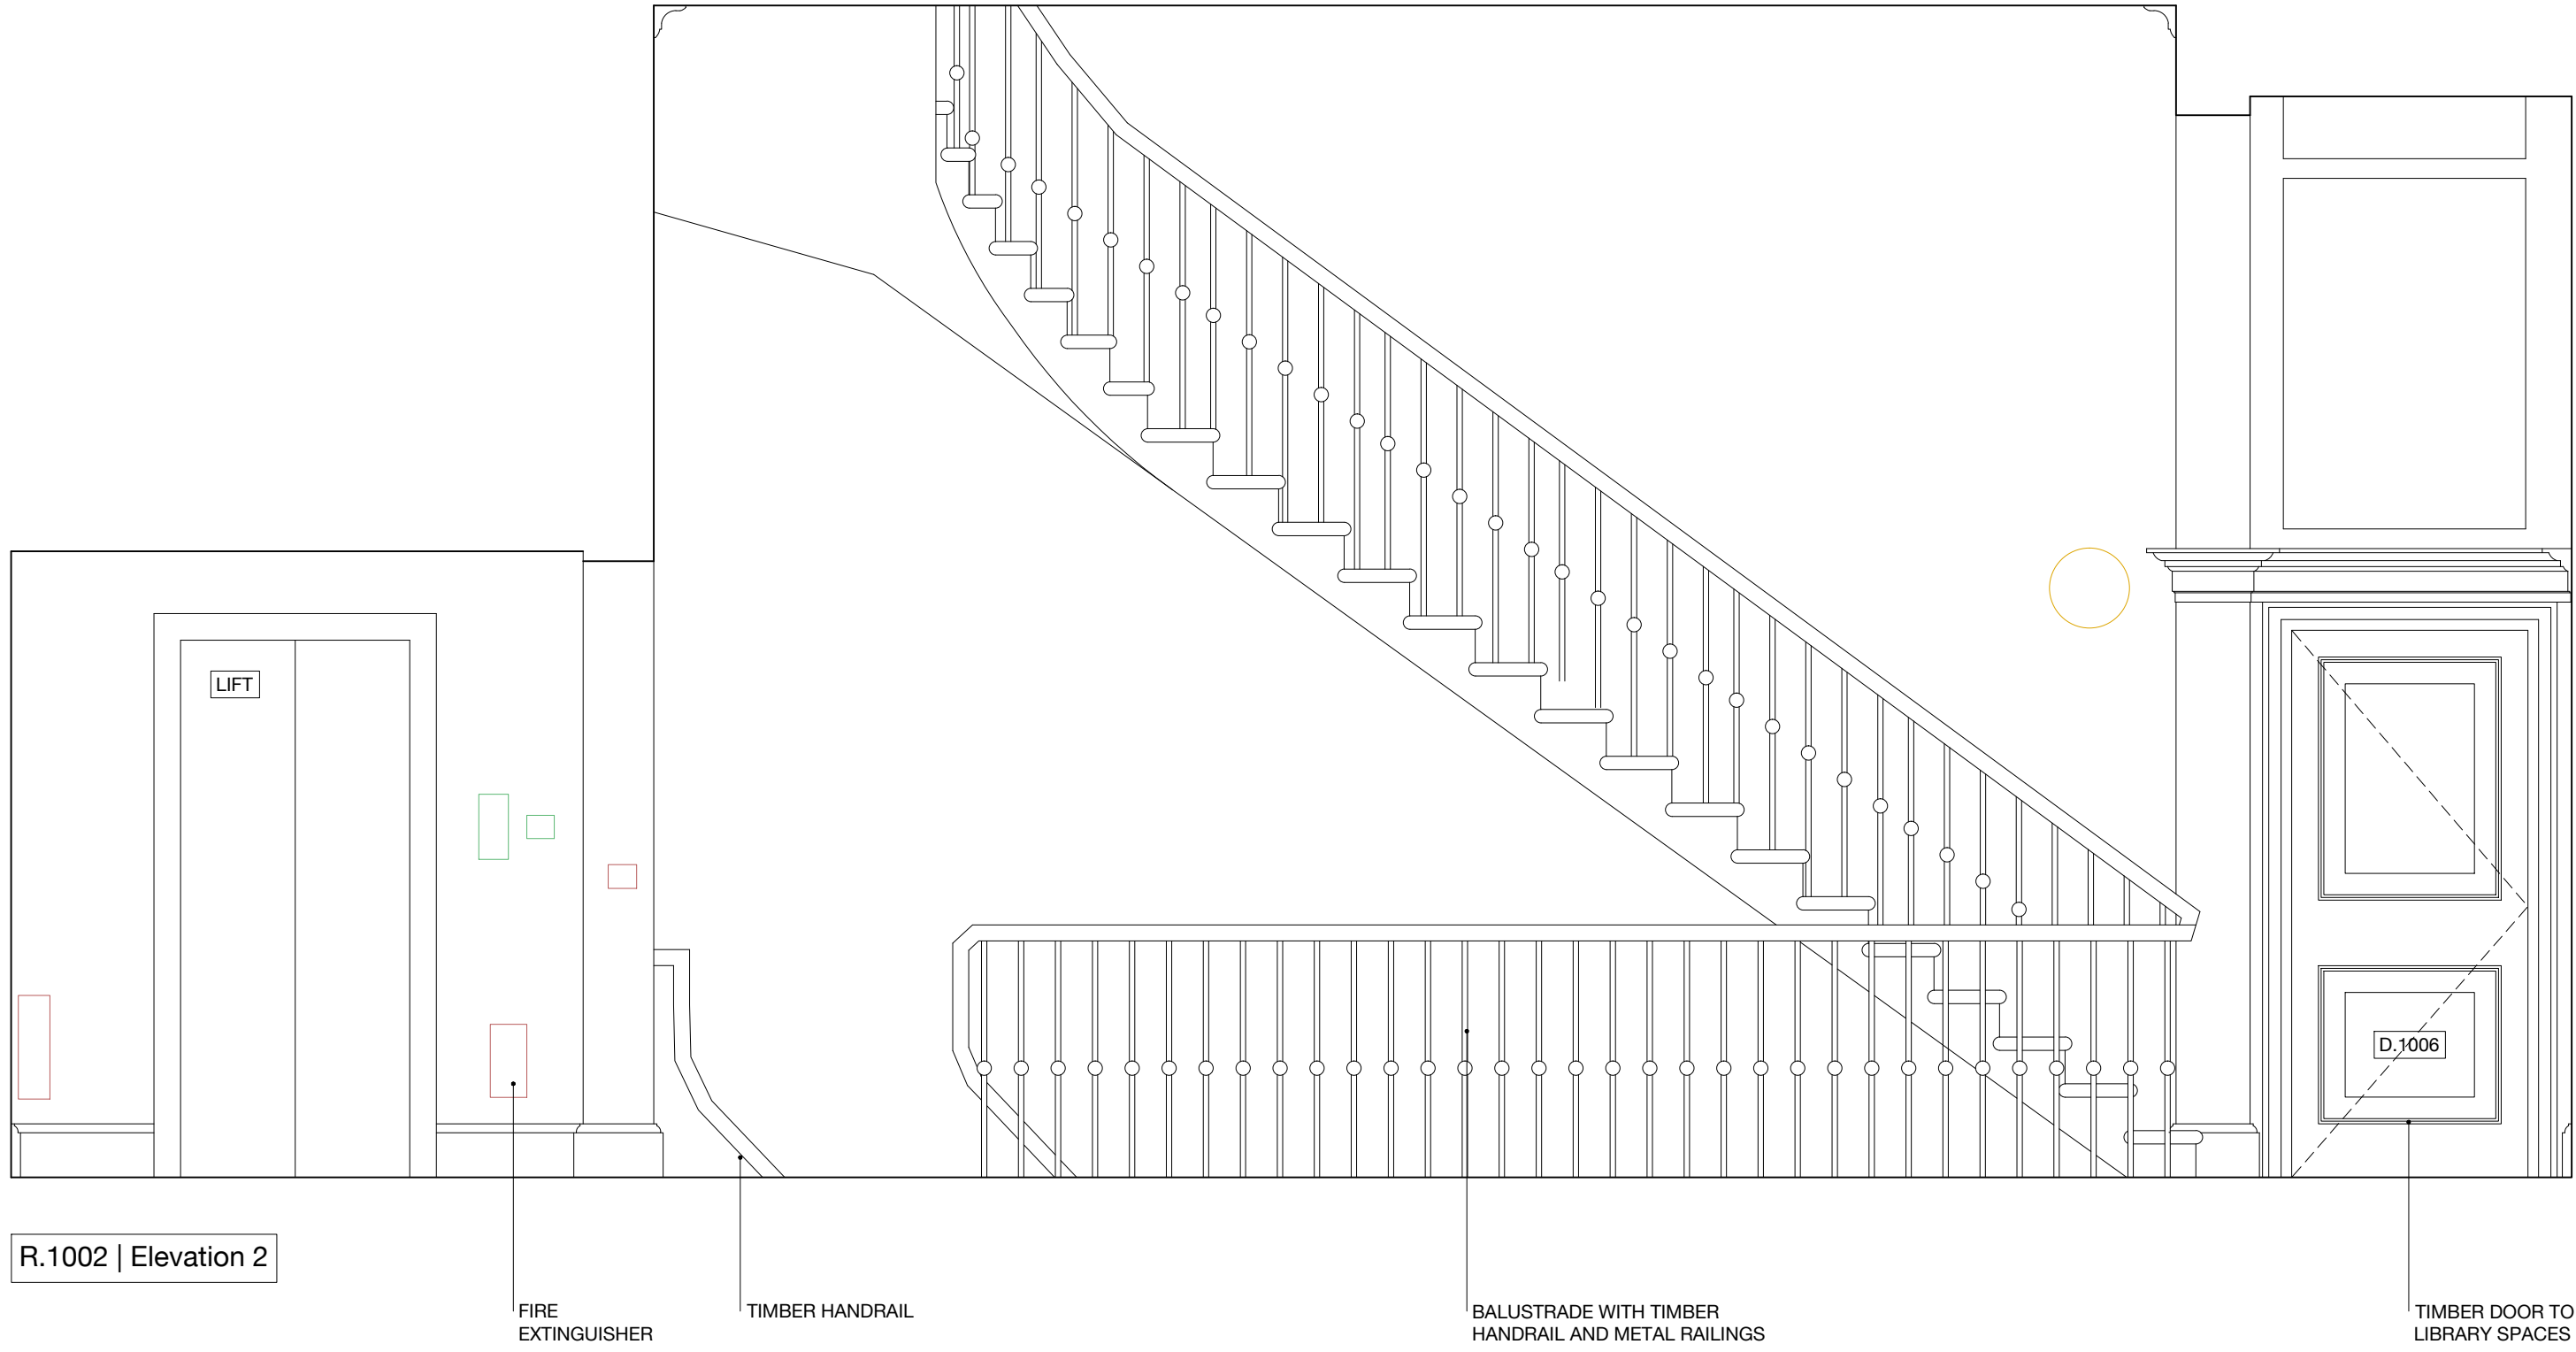 LIFT
D.1006
R.1002 | Elevation 2
FIRE
EXTINGUISHER
TIMBER HANDRAIL
BALUSTRADE WITH TIMBER
HANDRAIL AND METAL RAILINGS
TIMBER DOOR TO
LIBRARY SPACES